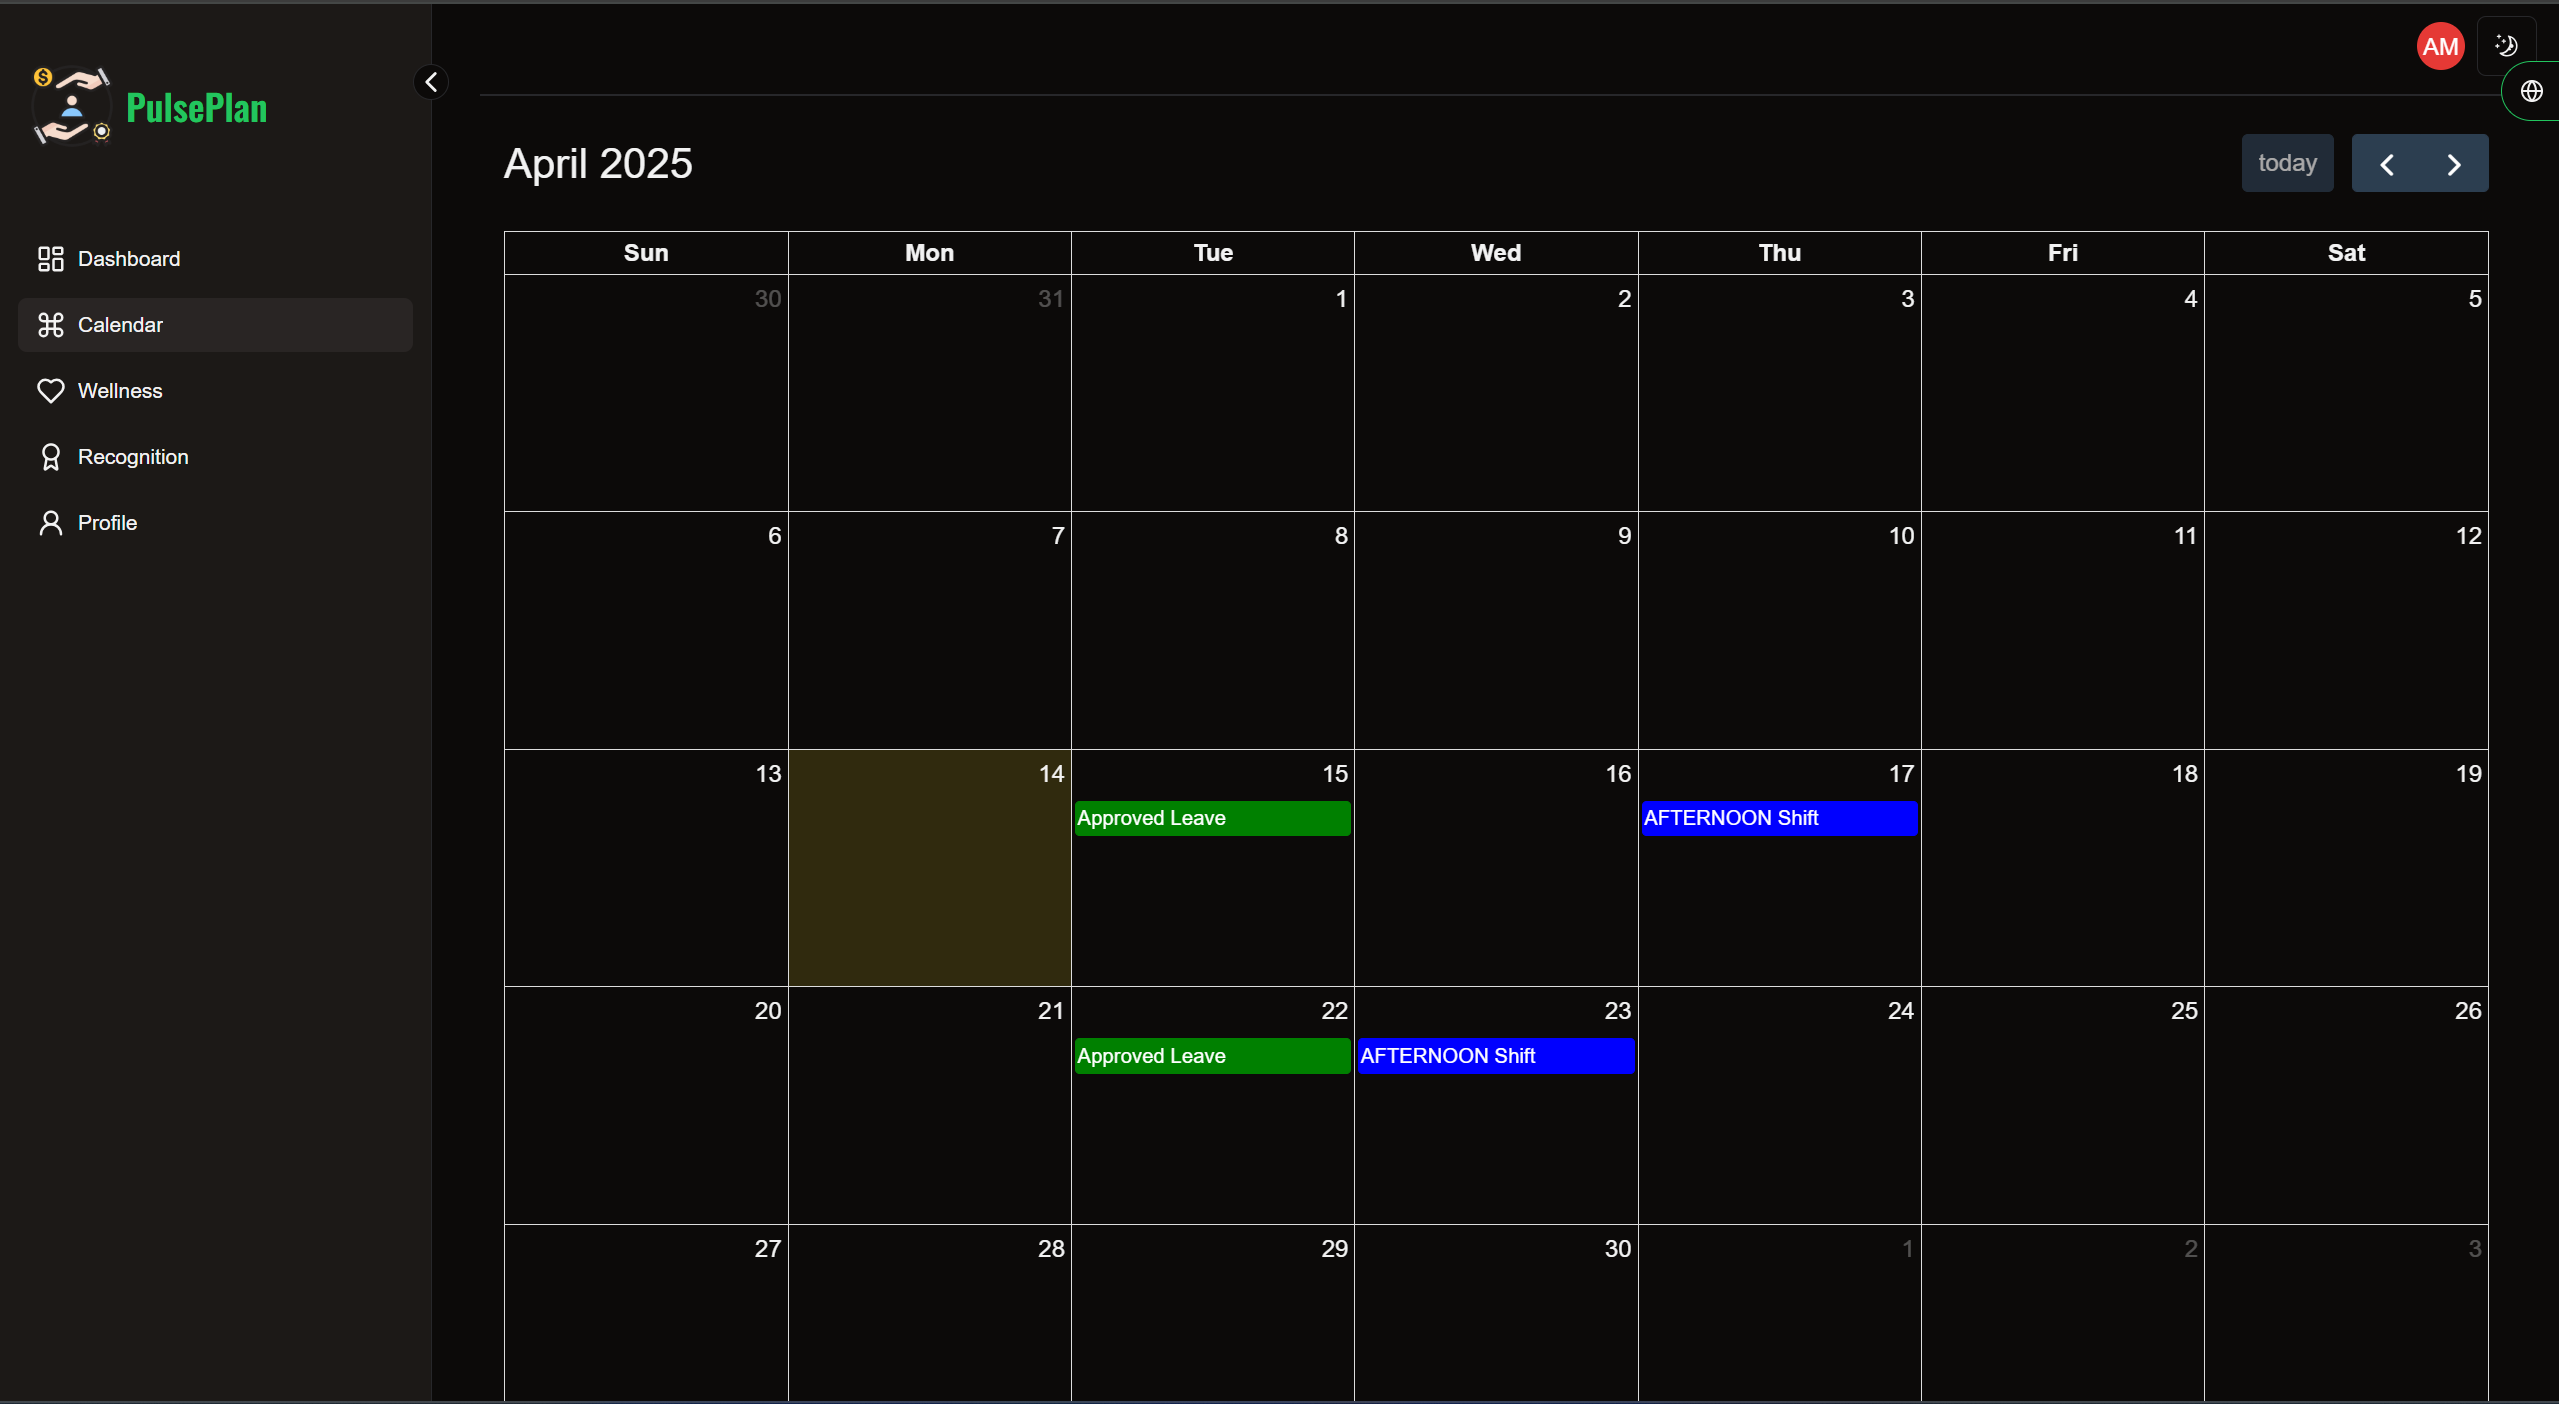 PulsePlan
AM
Dashboard
Calendar
Wellness
Recognition
Profile
April 2025
today
Sun Mon Tue Wed Thu Fri Sat
30 31 1 2 3 4 5
6 7 8 9 10 11 12
13 14 15 16 17 18 19
Approved Leave AFTERNOON Shift
20 21 22 23 24 25 26
Approved Leave AFTERNOON Shift
27 28 29 30 1 2 3